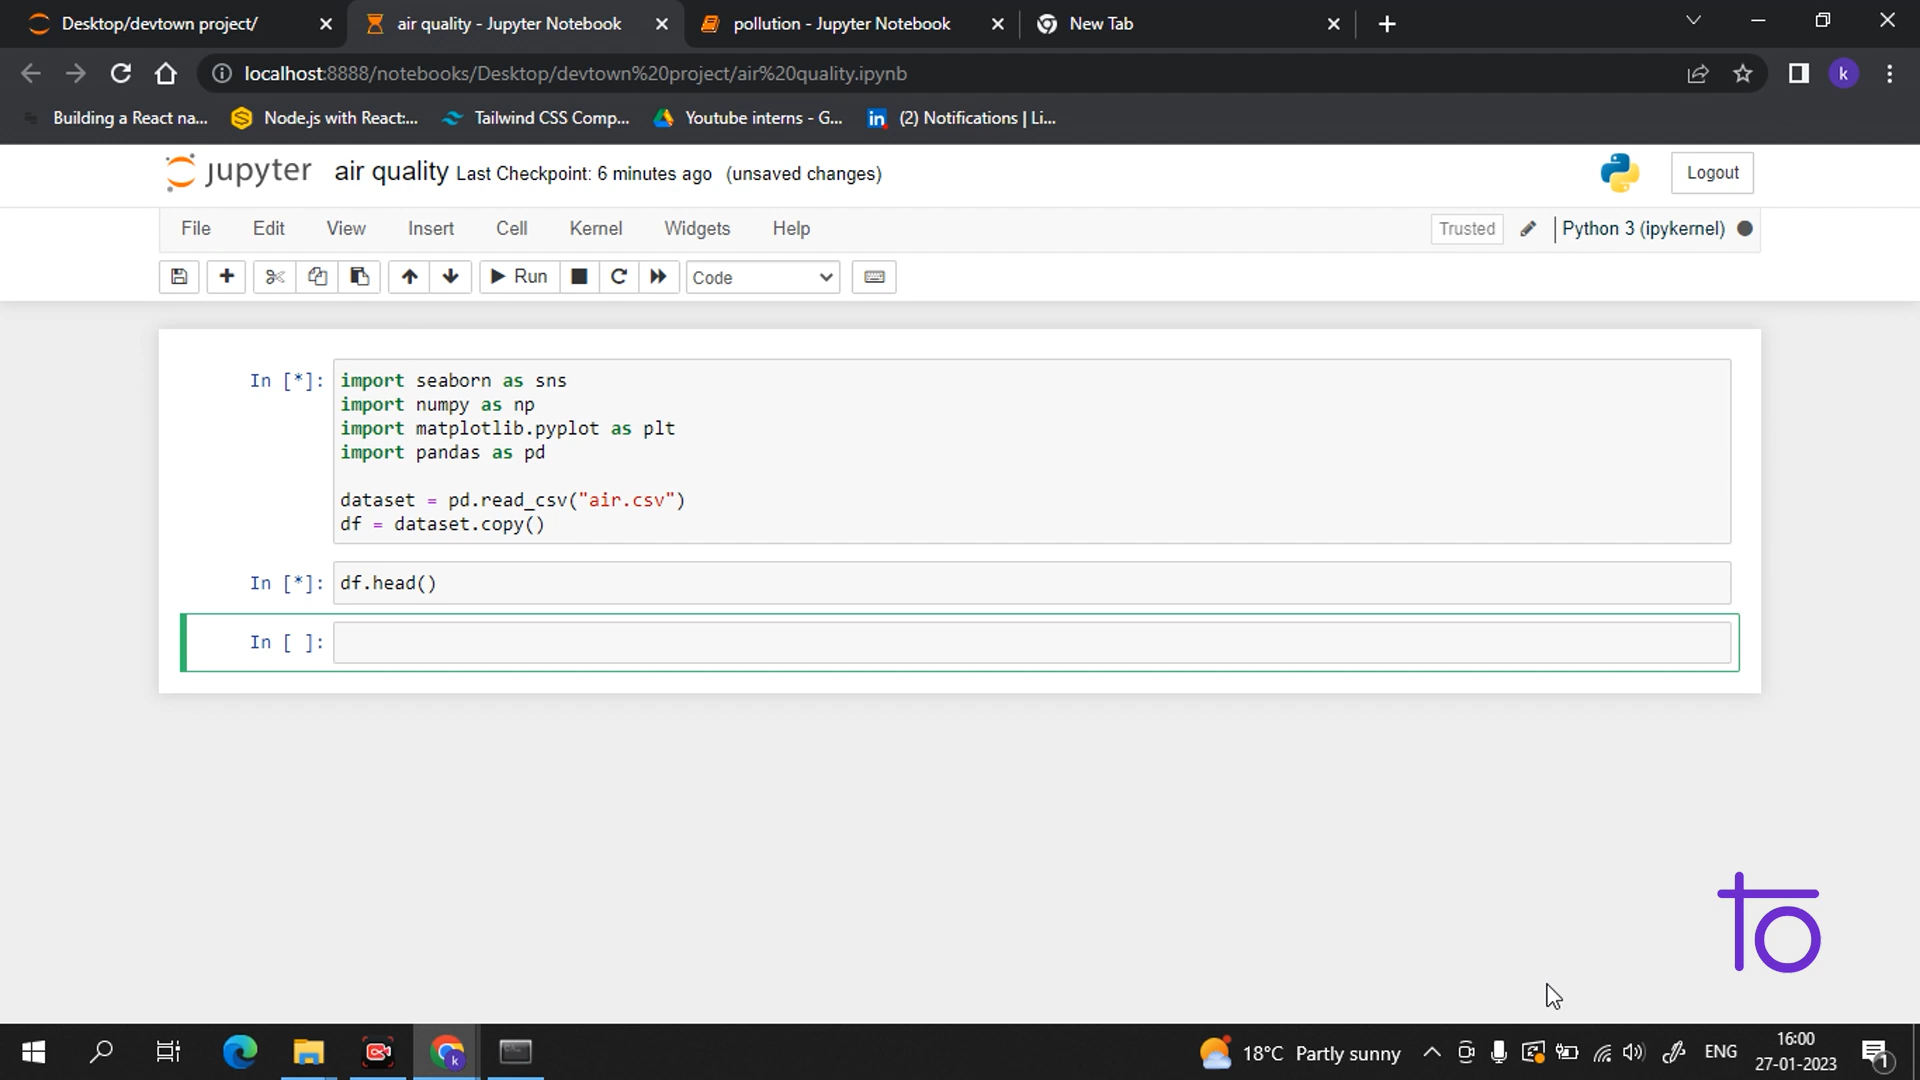 Desktop/devtown project/
air quality - Jupyter Notebook
pollution - Jupyter Notebook
New Tab
localhost:8888/notebooks/Desktop/devtown%20project/air%20quality.ipynb
k
Building a React na...
Node.js with React:...
Tailwind CSS Comp...
Youtube interns - G...
in
(2) Notifications | Li...
jupyter air quality Last Checkpoint: 6 minutes ago (unsaved changes)
Logout
File Edit View Insert Cell Kernel Widgets Help
Trusted
Python 3 (ipykernel)
Run
Code
In [*]: import seaborn as sns
import numpy as np
import matplotlib.pyplot as plt
import pandas as pd
dataset = pd.read_csv("air.csv")
df = dataset.copy()
In [*]: df.head()
In [ ]:
to
k
18°C Partly sunny
ENG
16:00
27-01-2023
1